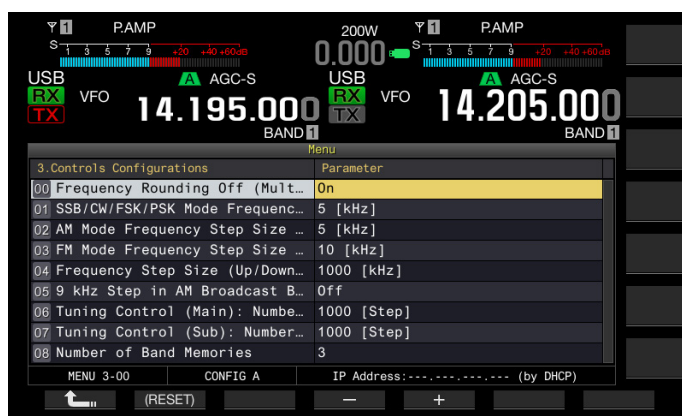 1 P.AMP 200W 1 P.AMP
S 1 3 5 7 9 +20 +40 +60dB 0.000 S 1 3 5 7 9 +20 +40 +60dB
USB A AGC-S USB A AGC-S
RX VFO 14.195.000 RX VFO 14.205.000
TX TX
BAND 1 BAND 1
Menu
3.Controls Configurations Parameter
00 Frequency Rounding Off (Mult… On
01 SSB/CW/FSK/PSK Mode Frequenc… 5 [kHz]
02 AM Mode Frequency Step Size … 5 [kHz]
03 FM Mode Frequency Step Size … 10 [kHz]
04 Frequency Step Size (Up/Down… 1000 [kHz]
05 9 kHz Step in AM Broadcast B… Off
06 Tuning Control (Main): Numbe… 1000 [Step]
07 Tuning Control (Sub): Number… 1000 [Step]
08 Number of Band Memories 3
MENU 3-00 CONFIG A IP Address:---.---.---.--- (by DHCP)
(RESET) － +